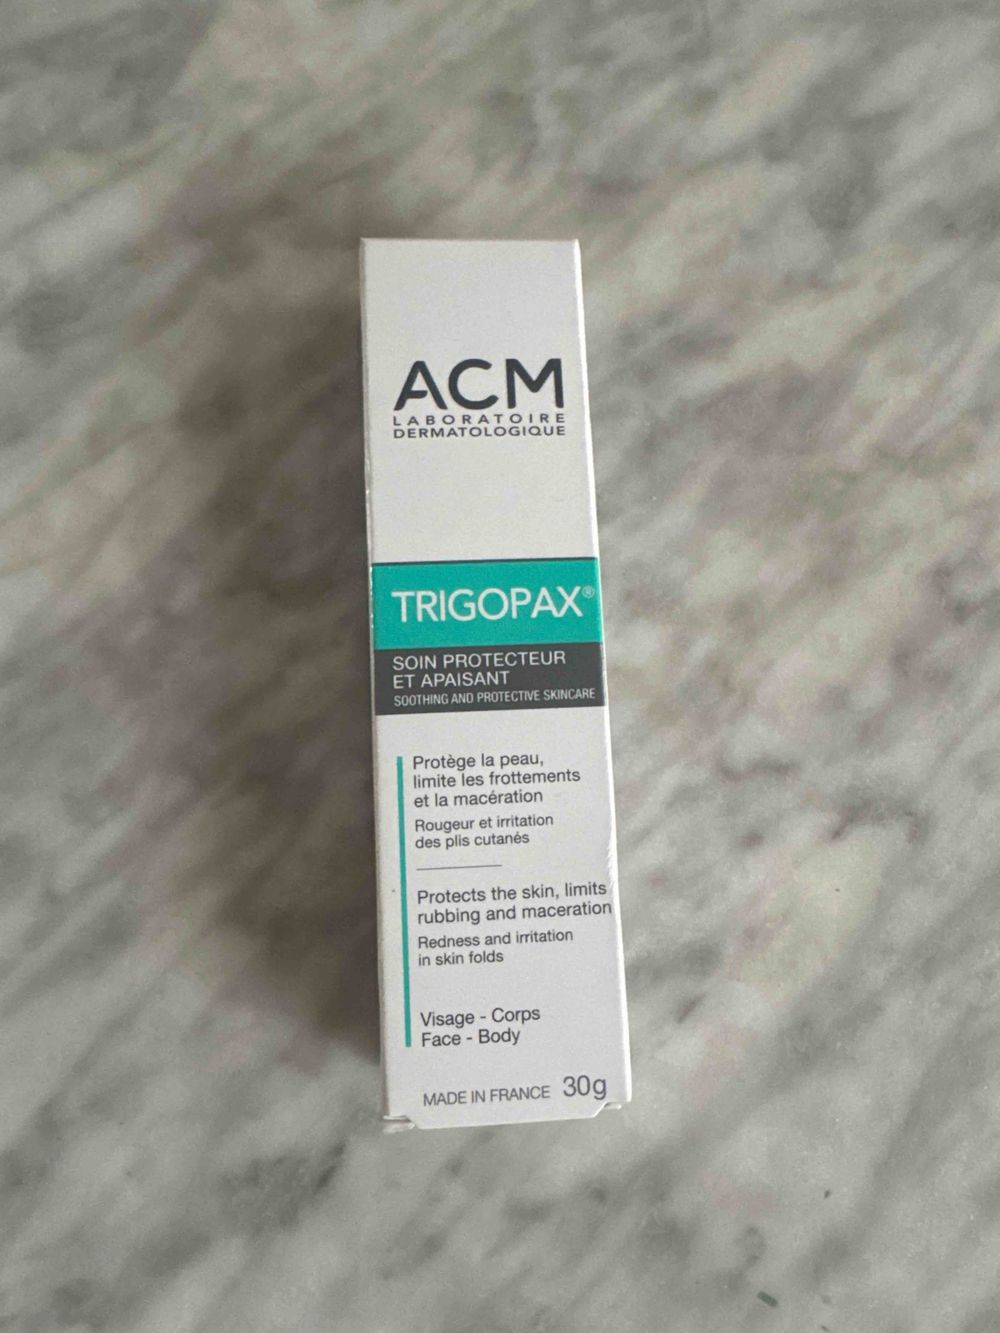 ACM
LABORATOIRE
DERMATOLOGIQUE
TRIGOPAX®
SOIN PROTECTEUR
ET APAISANT
SOOTHING AND PROTECTIVE SKINCARE
Protège la peau,
limite les frottements
et la macération
Rougeur et irritation
des plis cutanés
Protects the skin, limits
rubbing and maceration
Redness and irritation
in skin folds
Visage - Corps
Face - Body
MADE IN FRANCE 30g